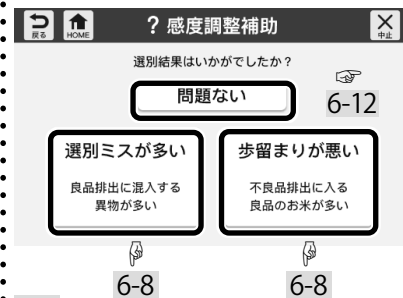 戻る HOME ?感度調整補助 中止
選別結果はいかがでしたか?
問題ない
☞
6-12
選別ミスが多い 歩留まりが悪い
良品排出に混入する 不良品排出に入る
異物が多い 良品のお米が多い
6-8 6-8